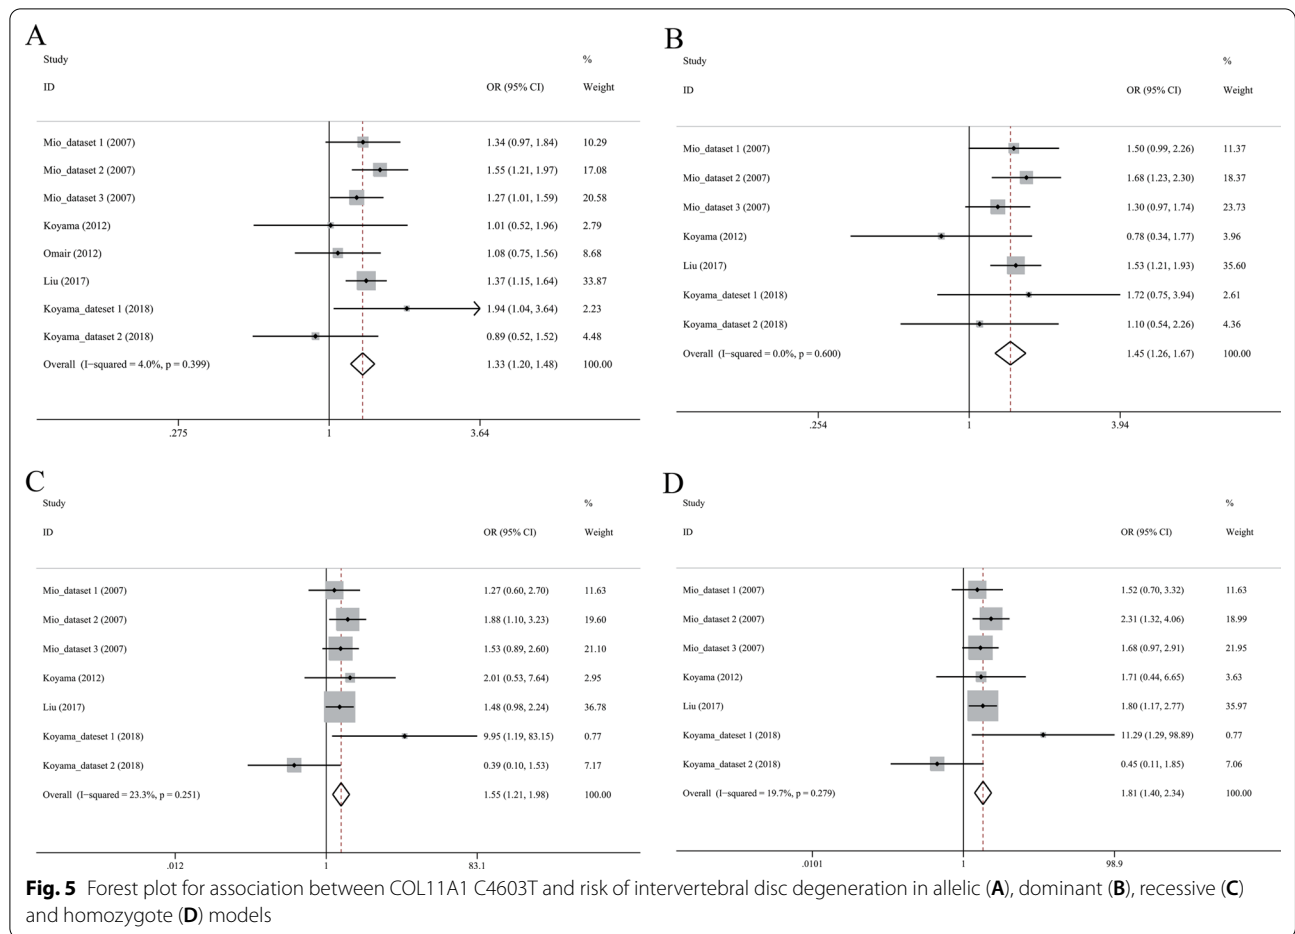 A
Study %
ID OR (95% CI) Weight
Mio_dataset 1 (2007) 1.34 (0.97, 1.84) 10.29
Mio_dataset 2 (2007) 1.55 (1.21, 1.97) 17.08
Mio_dataset 3 (2007) 1.27 (1.01, 1.59) 20.58
Koyama (2012) 1.01 (0.52, 1.96) 2.79
Omair (2012) 1.08 (0.75, 1.56) 8.68
Liu (2017) 1.37 (1.15, 1.64) 33.87
Koyama_dateset 1 (2018) 1.94 (1.04, 3.64) 2.23
Koyama_dataset 2 (2018) 0.89 (0.52, 1.52) 4.48
Overall (I−squared = 4.0%, p = 0.399) 1.33 (1.20, 1.48) 100.00
.275 1 3.64
B
Study %
ID OR (95% CI) Weight
Mio_dataset 1 (2007) 1.50 (0.99, 2.26) 11.37
Mio_dataset 2 (2007) 1.68 (1.23, 2.30) 18.37
Mio_dataset 3 (2007) 1.30 (0.97, 1.74) 23.73
Koyama (2012) 0.78 (0.34, 1.77) 3.96
Liu (2017) 1.53 (1.21, 1.93) 35.60
Koyama_dateset 1 (2018) 1.72 (0.75, 3.94) 2.61
Koyama_dataset 2 (2018) 1.10 (0.54, 2.26) 4.36
Overall (I−squared = 0.0%, p = 0.600) 1.45 (1.26, 1.67) 100.00
.254 1 3.94
C
Study %
ID OR (95% CI) Weight
Mio_dataset 1 (2007) 1.27 (0.60, 2.70) 11.63
Mio_dataset 2 (2007) 1.88 (1.10, 3.23) 19.60
Mio_dataset 3 (2007) 1.53 (0.89, 2.60) 21.10
Koyama (2012) 2.01 (0.53, 7.64) 2.95
Liu (2017) 1.48 (0.98, 2.24) 36.78
Koyama_dateset 1 (2018) 9.95 (1.19, 83.15) 0.77
Koyama_dataset 2 (2018) 0.39 (0.10, 1.53) 7.17
Overall (I−squared = 23.3%, p = 0.251) 1.55 (1.21, 1.98) 100.00
.012 1 83.1
D
Study %
ID OR (95% CI) Weight
Mio_dataset 1 (2007) 1.52 (0.70, 3.32) 11.63
Mio_dataset 2 (2007) 2.31 (1.32, 4.06) 18.99
Mio_dataset 3 (2007) 1.68 (0.97, 2.91) 21.95
Koyama (2012) 1.71 (0.44, 6.65) 3.63
Liu (2017) 1.80 (1.17, 2.77) 35.97
Koyama_dateset 1 (2018) 11.29 (1.29, 98.89) 0.77
Koyama_dataset 2 (2018) 0.45 (0.11, 1.85) 7.06
Overall (I−squared = 19.7%, p = 0.279) 1.81 (1.40, 2.34) 100.00
.0101 1 98.9
Fig. 5 Forest plot for association between COL11A1 C4603T and risk of intervertebral disc degeneration in allelic (A), dominant (B), recessive (C)
and homozygote (D) models